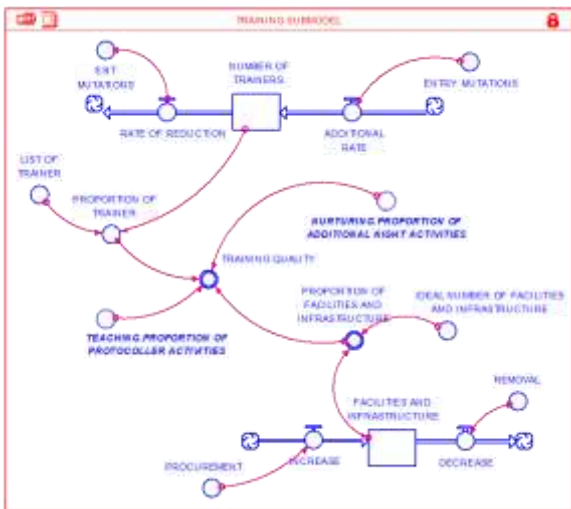 TRAINING SUBMODEL
EXIT
MUTATIONS
NUMBER OF
TRAINERS
ENTRY MUTATIONS
RATE OF REDUCTION
ADDITIONAL
RATE
LIST OF
TRAINER
PROPORTION OF
TRAINER
NURTURING PROPORTION OF
ADDITIONAL NIGHT ACTIVITIES
TRAINING QUALITY
PROPORTION OF
FACILITIES AND
INFRASTRUCTURE
IDEAL NUMBER OF FACILITIES
AND INFRASTRUCTURE
TEACHING PROPORTION OF
PROTOCOLLER ACTIVITIES
REMOVAL
FACILITIES AND
INFRASTRUCTURE
PROCUREMENT
INCREASE
DECREASE